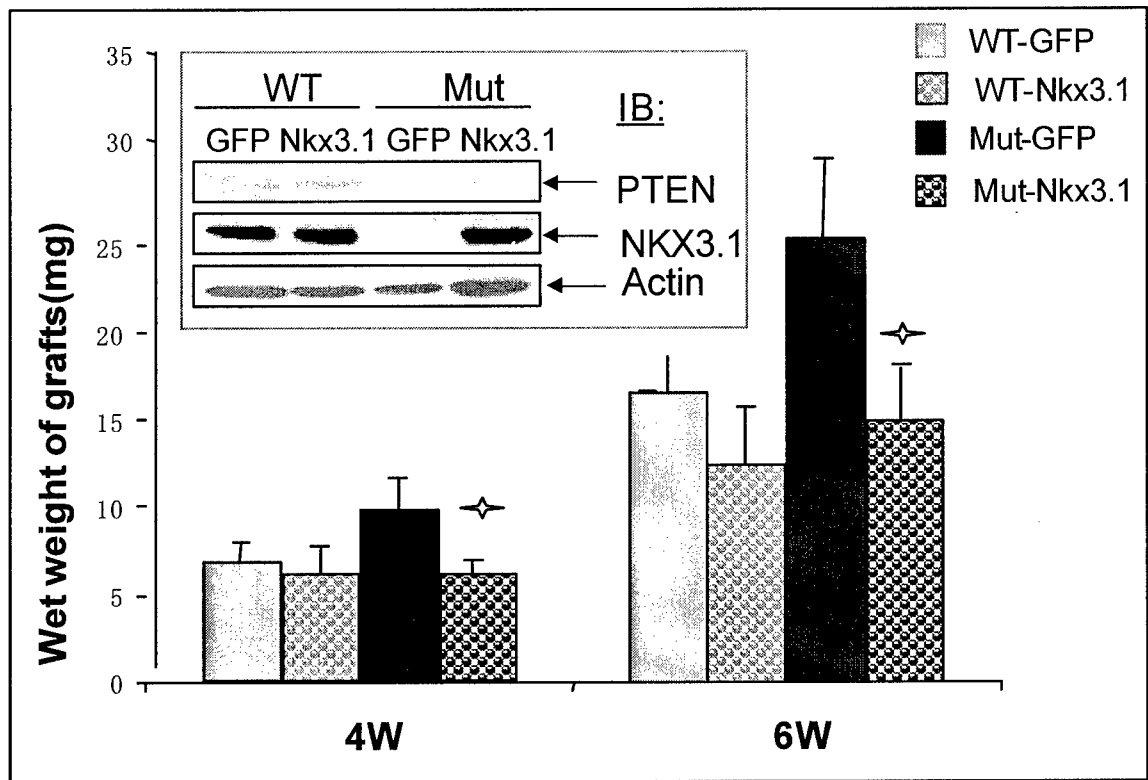 WT-GFP
WT-Nkx3.1
Mut-GFP
Mut-Nkx3.1
WT Mut
IB:
GFP Nkx3.1 GFP Nkx3.1
PTEN
NKX3.1
Actin
Wet weight of grafts(mg)
35
30
25
20
15
10
5
0
4W 6W